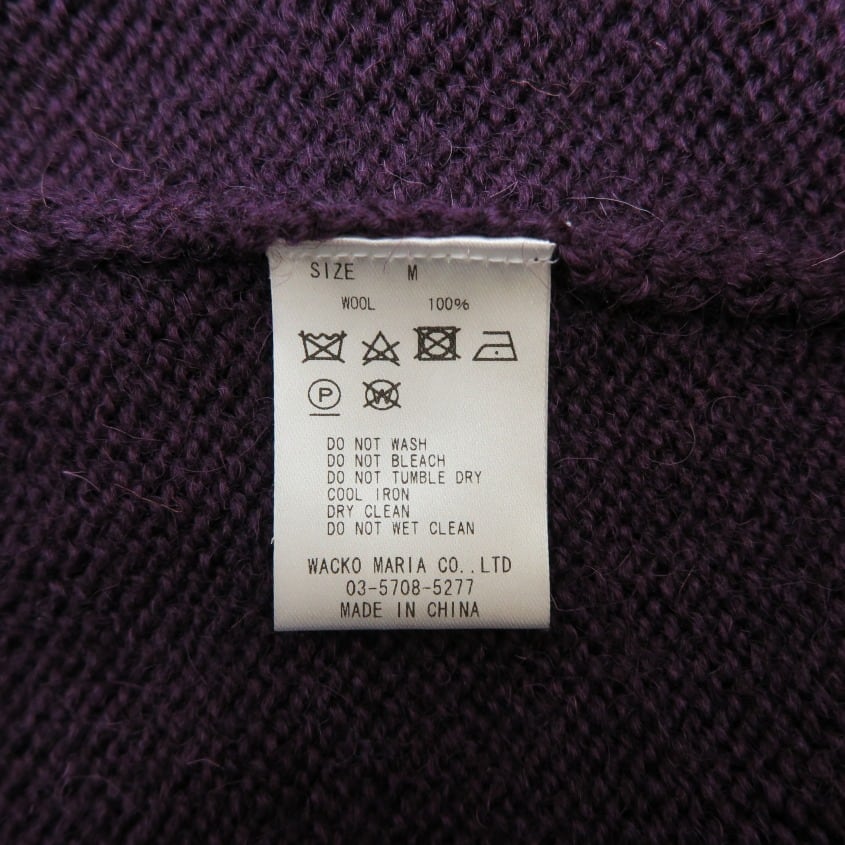 SIZE M
WOOL 100%
P W
DO NOT WASH
DO NOT BLEACH
DO NOT TUMBLE DRY
COOL IRON
DRY CLEAN
DO NOT WET CLEAN
WACKO MARIA CO.,LTD
03-5708-5277
MADE IN CHINA